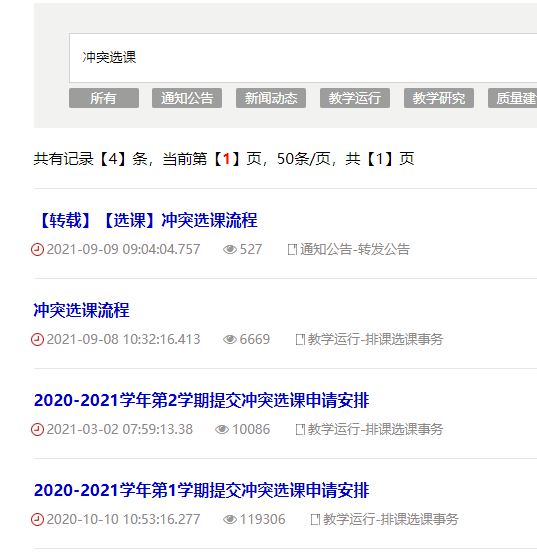 冲突选课
所有 通知公告 新闻动态 教学运行 教学研究 质量建
共有记录【4】条，当前第【1】页，50条/页，共【1】页
【转载】【选课】冲突选课流程
2021-09-09 09:04:04.757 527 通知公告-转发公告
冲突选课流程
2021-09-08 10:32:16.413 6669 教学运行-排课选课事务
2020-2021学年第2学期提交冲突选课申请安排
2021-03-02 07:59:13.38 10086 教学运行-排课选课事务
2020-2021学年第1学期提交冲突选课申请安排
2020-10-10 10:53:16.277 119306 教学运行-排课选课事务